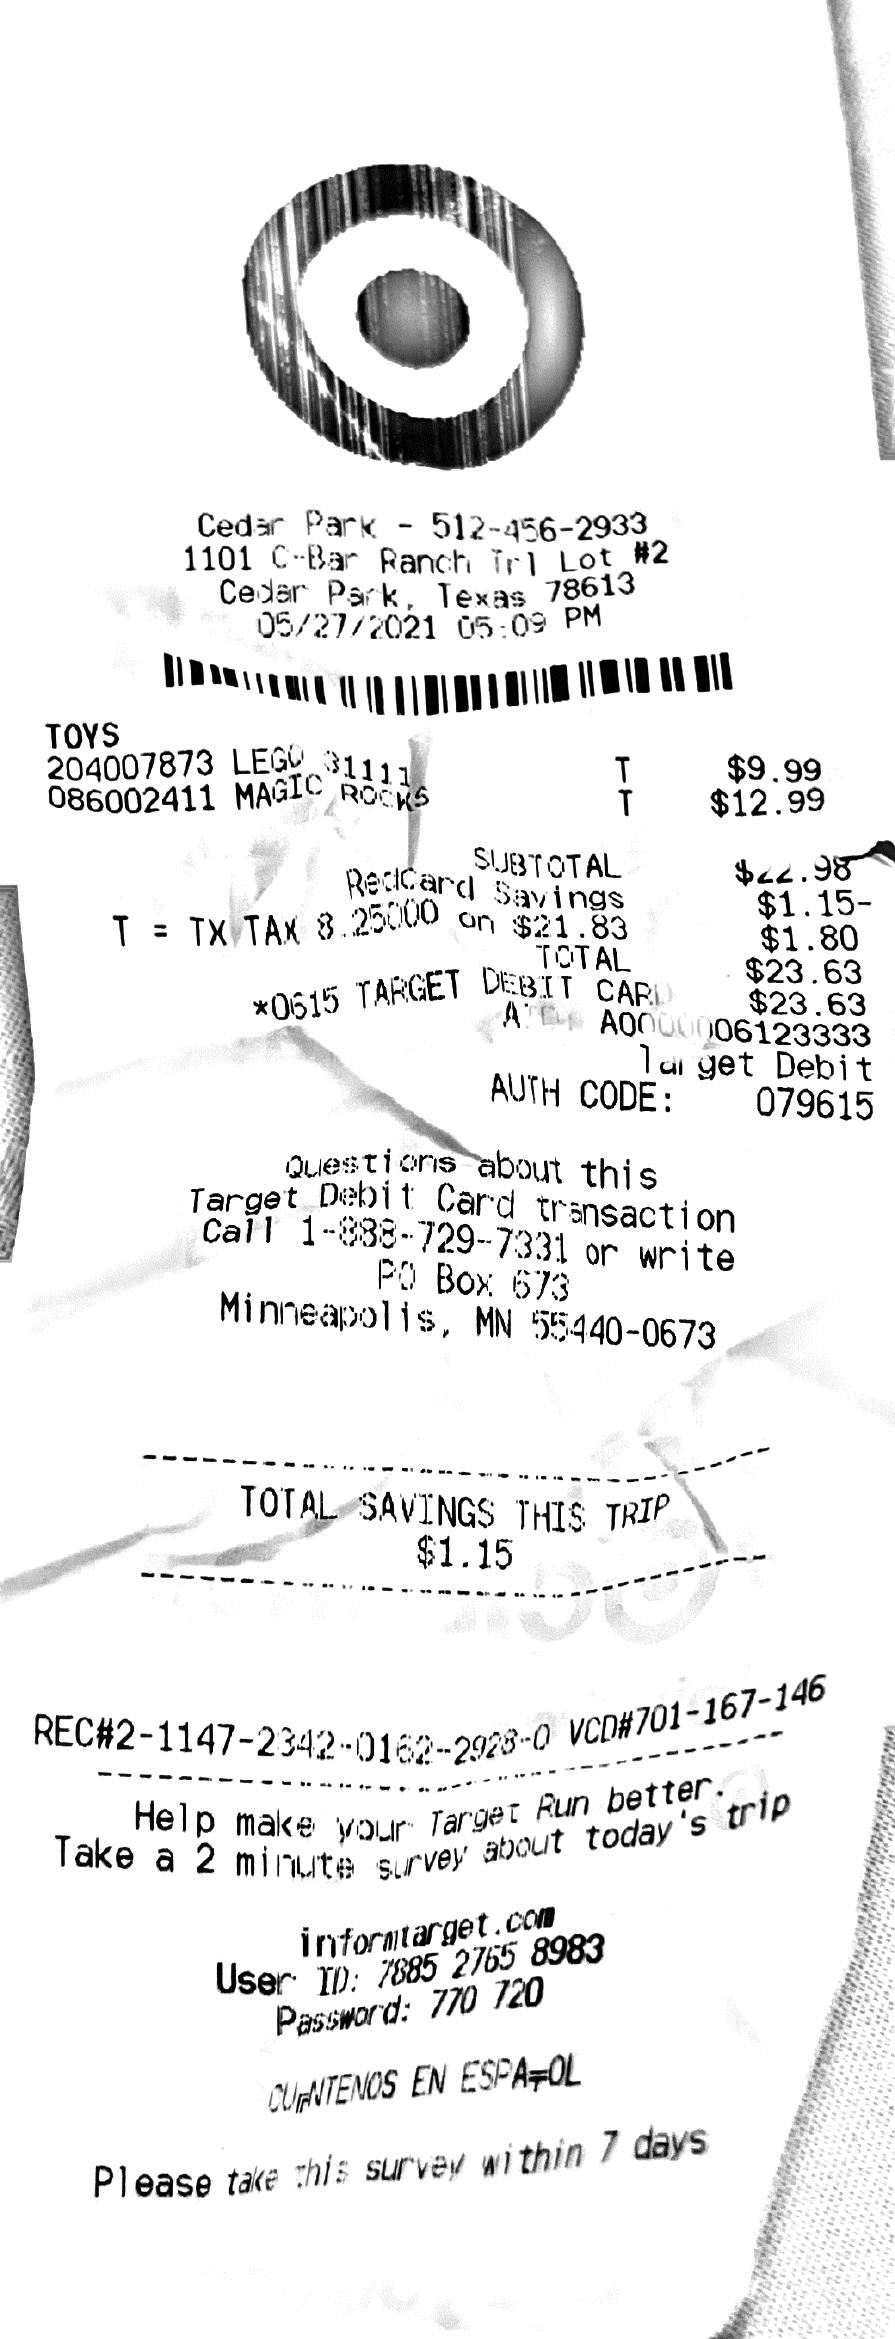 Cedar Park - 512-456-2933
1101 C-Bar Ranch Trl Lot #2
Cedar Park, Texas 78613
05/27/2021 05:09 PM
TOYS
204007873 LEGO 31111 T $9.99
086002411 MAGIC ROCKS T $12.99
SUBTOTAL $22.98
RedCard Savings $1.15-
T = TX TAX 8.25000 on $21.83 $1.80
TOTAL $23.63
*0615 TARGET DEBIT CARD $23.63
A0000006123333
Target Debit
AUTH CODE: 079615
Questions about this
Target Debit Card transaction
Call 1-888-729-7331 or write
PO Box 673
Minneapolis, MN 55440-0673
TOTAL SAVINGS THIS TRIP
$1.15
REC#2-1147-2342-0162-2928-0 VCD#701-167-146
Help make your Target Run better.
Take a 2 minute survey about today's trip
informtarget.com
User ID: 7885 2765 8983
Password: 770 720
EN ESPA=OL
Please take this survey within 7 days